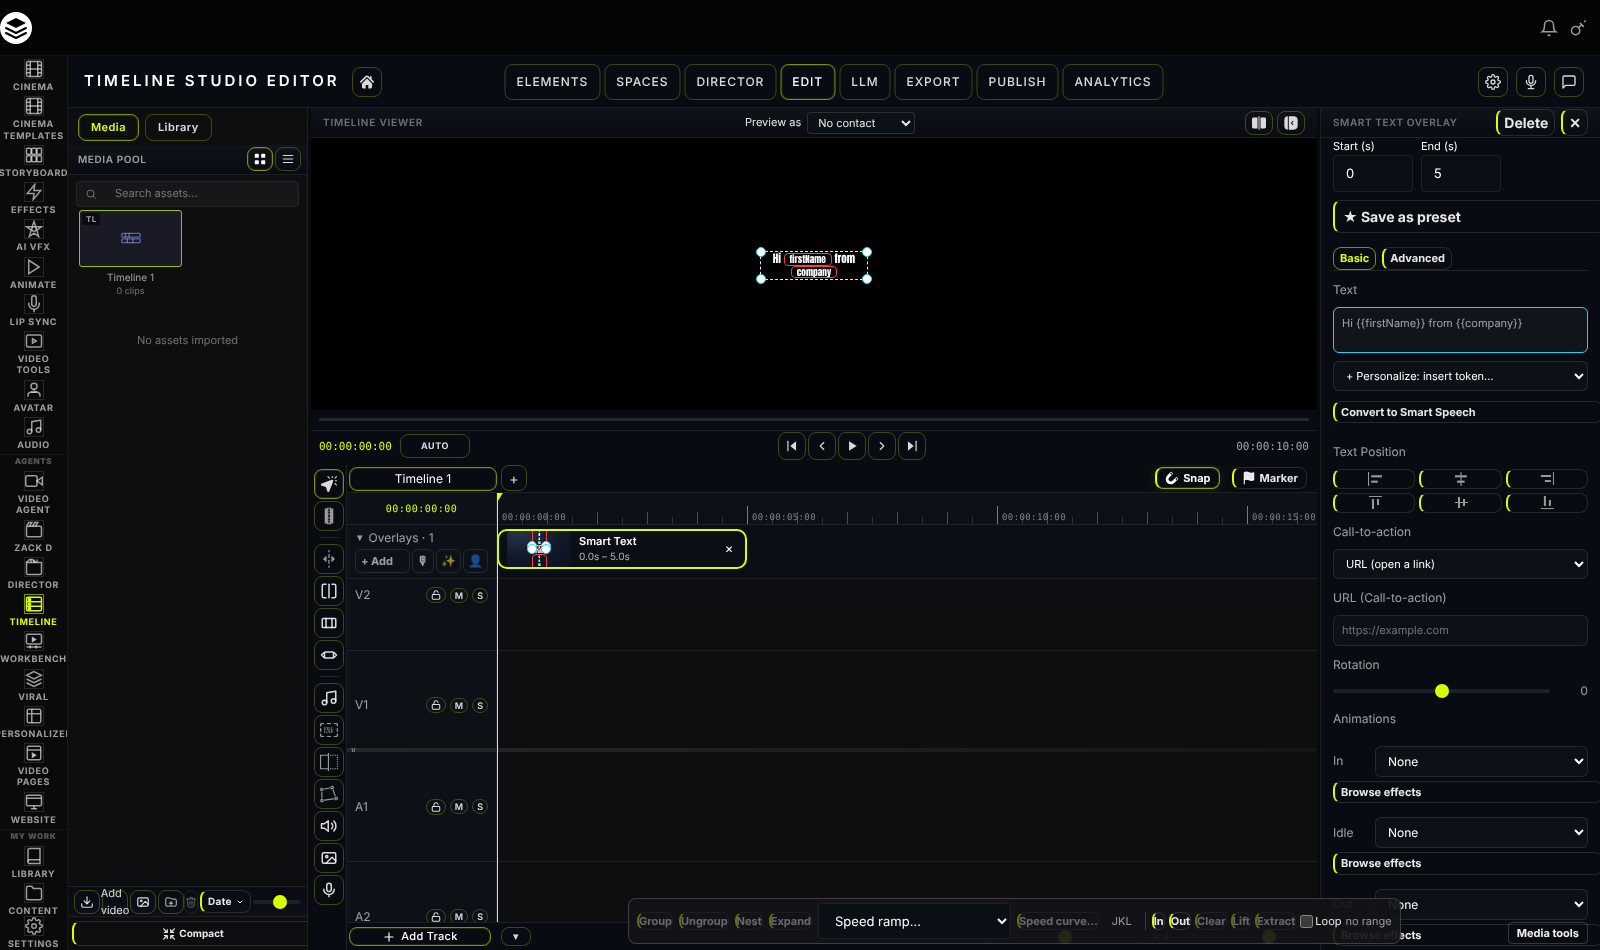 TIMELINE STUDIO EDITOR
ELEMENTS
SPACES
DIRECTOR
EDIT
LLM
EXPORT
PUBLISH
ANALYTICS
CINEMA
CINEMA
TEMPLATES
STORYBOARD
EFFECTS
AI VFX
ANIMATE
LIP SYNC
VIDEO
TOOLS
AVATAR
AUDIO
AGENTS
VIDEO
AGENT
ZACK D
DIRECTOR
TIMELINE
WORKBENCH
VIRAL
PERSONALIZE
VIDEO
PAGES
WEBSITE
MY WORK
LIBRARY
CONTENT
SETTINGS
Media
Library
MEDIA POOL
Search assets...
TL
Timeline 1
0 clips
No assets imported
Add
video
Date
Compact
TIMELINE VIEWER
Preview as
No contact
Hi firstName from
company
00:00:00:00
AUTO
00:00:10:00
Timeline 1
+
Snap
Marker
00:00:00:00
00:00:00:00
00:00:05:00
00:00:10:00
00:00:15:00
Overlays · 1
+ Add
Smart Text
0.0s – 5.0s
V2
M
S
V1
M
S
A1
M
S
A2
M
S
+ Add Track
Group
Ungroup
Nest
Expand
Speed ramp...
Speed curve...
JKL
In
Out
Clear
Lift
Extract
Loop
no range
SMART TEXT OVERLAY
Delete
Start (s)
End (s)
0
5
★ Save as preset
Basic
Advanced
Text
Hi {{firstName}} from {{company}}
+ Personalize: insert token...
Convert to Smart Speech
Text Position
Call-to-action
URL (open a link)
URL (Call-to-action)
https://example.com
Rotation
0
Animations
In
None
Browse effects
Idle
None
Browse effects
Out
None
Browse effects
Media tools